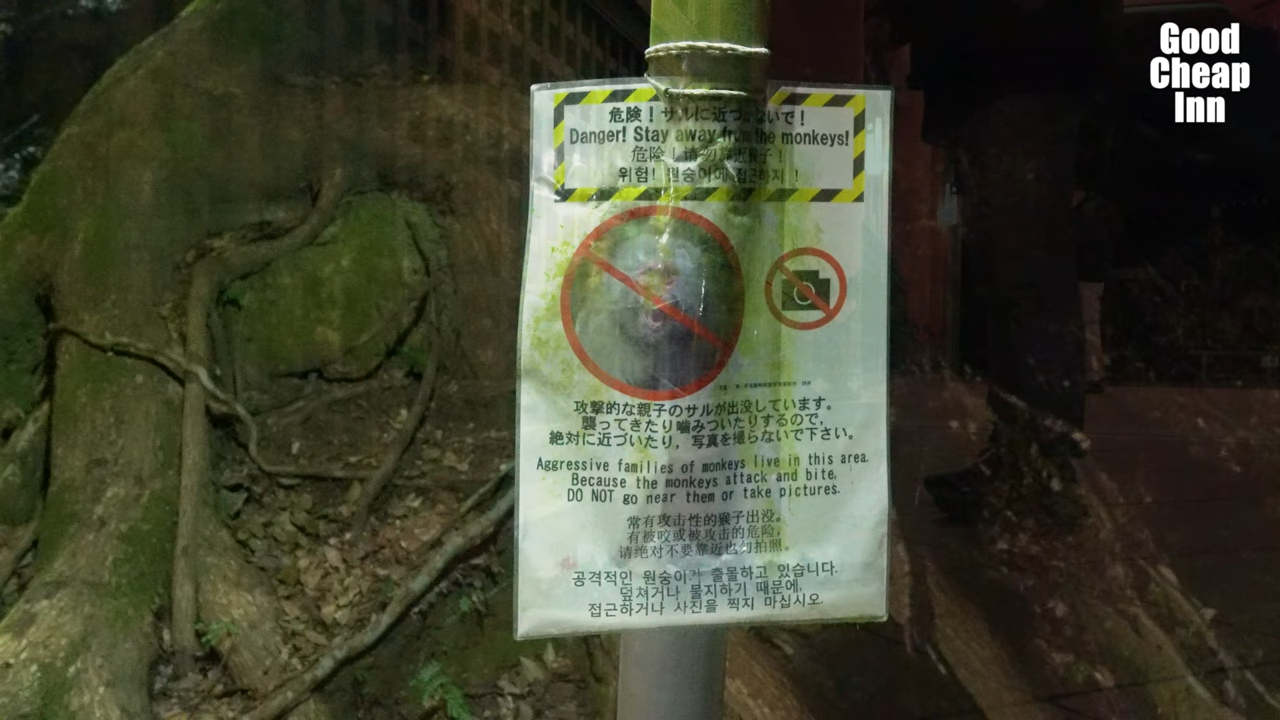 Good
Cheap
Inn
危険！サルに近づかないで！
Danger! Stay away from the monkeys!
危险！请勿靠近猴子！
위험! 원숭이에 접근하지 !
攻撃的な親子のサルが出没しています。
襲ってきたり噛みついたりするので，
絶対に近づいたり，写真を撮らないで下さい。
Aggressive families of monkeys live in this area.
Because the monkeys attack and bite,
DO NOT go near them or take pictures.
常有攻击性的猴子出没。
有被咬或被攻击的危险，
请绝对不要靠近也勿拍照。
공격적인 원숭이가 출몰하고 있습니다.
덮쳐거나 물지하기 때문에,
접근하거나 사진을 찍지 마십시오.